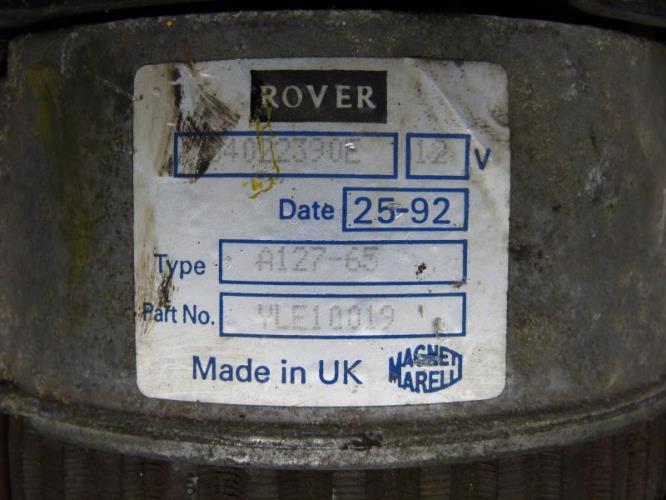 ROVER
12 V
Date 25-92
Type A127-65
Part No. YLE10019
Made in UK MAGNETI MARELLI